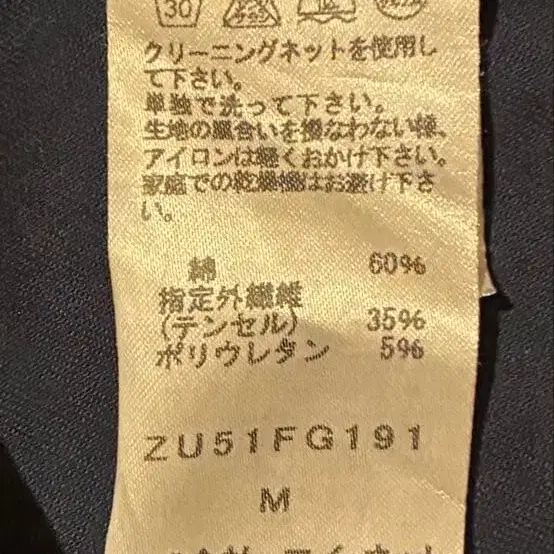 30
クリーニングネットを使用し
て下さい。
単独で洗って下さい。
生地の風合いを損なわない様、
アイロンは軽くおかけ下さい。
家庭での乾燥機はお避け下さ
い。
綿 60%
指定外繊維
(テンセル) 35%
ポリウレタン 5%
ZU51FG191
M